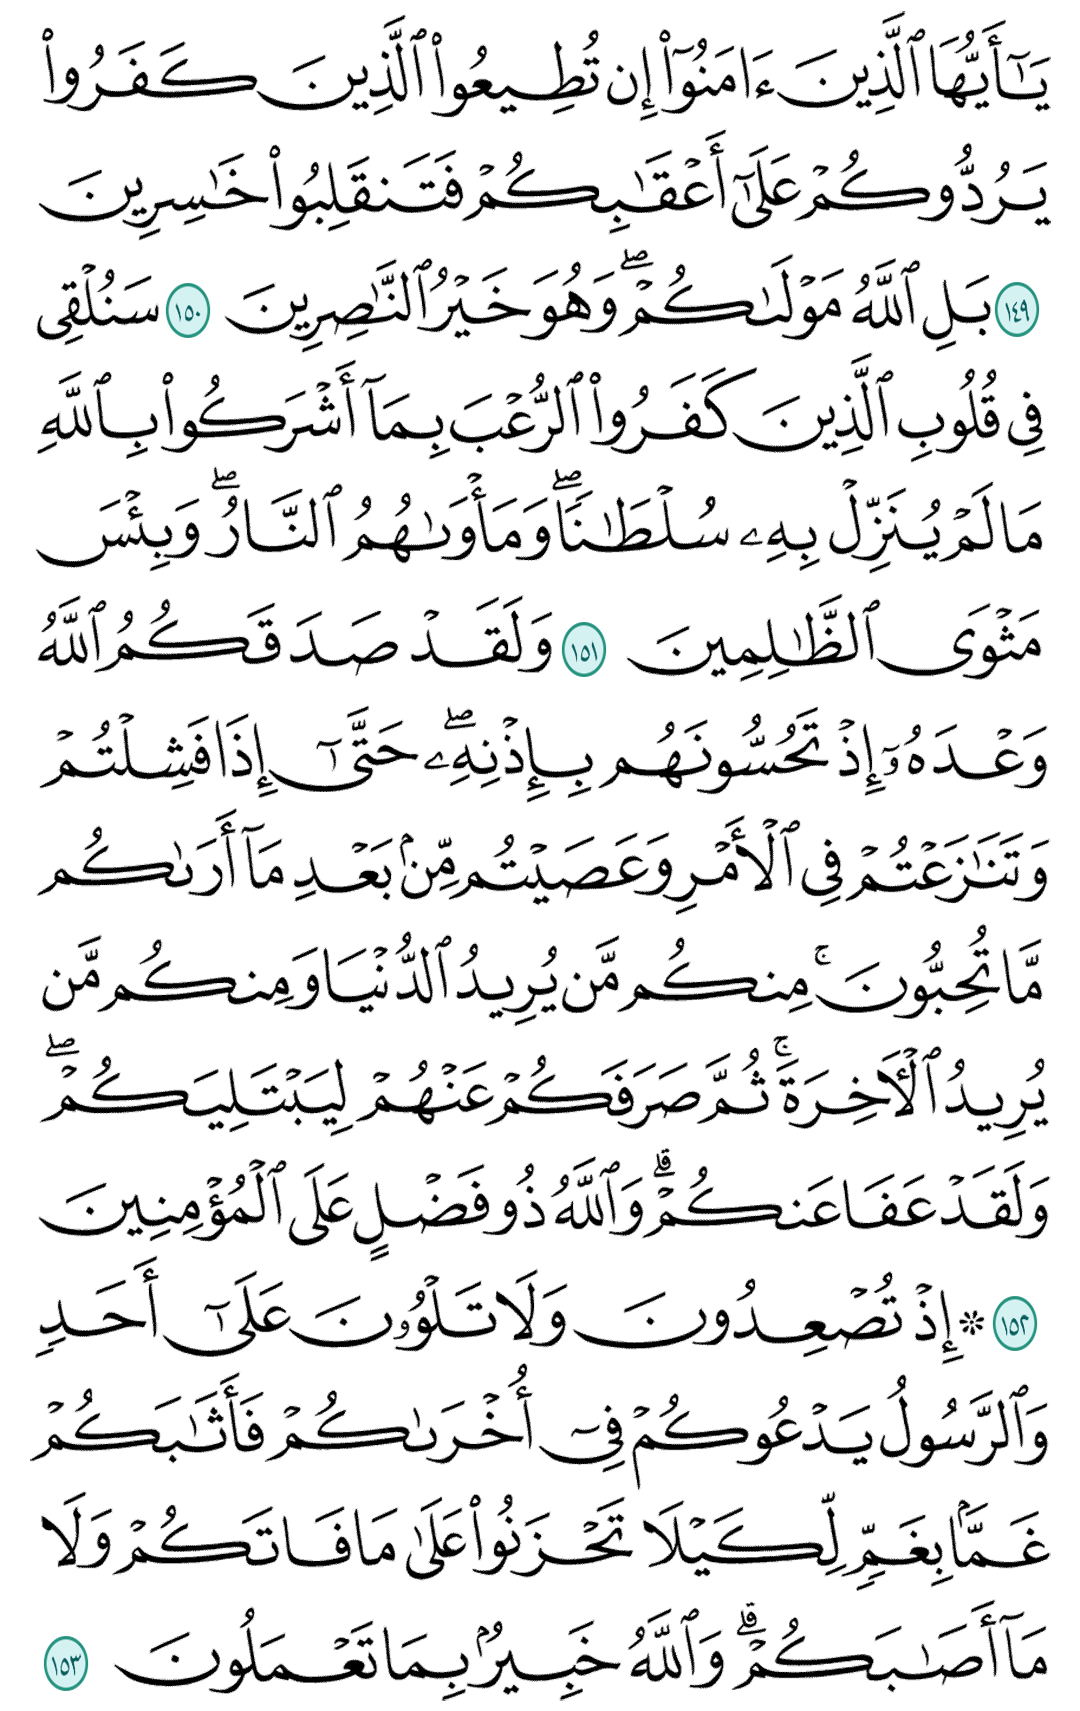 يَٰٓأَيُّهَا ٱلَّذِينَ ءَامَنُوٓا۟ إِن تُطِيعُوا۟ ٱلَّذِينَ كَفَرُوا۟
يَرُدُّوكُمْ عَلَىٰٓ أَعْقَٰبِكُمْ فَتَنقَلِبُوا۟ خَٰسِرِينَ
١٤٩ بَلِ ٱللَّهُ مَوْلَىٰكُمْ ۖ وَهُوَ خَيْرُ ٱلنَّٰصِرِينَ ١٥٠ سَنُلْقِى
فِى قُلُوبِ ٱلَّذِينَ كَفَرُوا۟ ٱلرُّعْبَ بِمَآ أَشْرَكُوا۟ بِٱللَّهِ
مَا لَمْ يُنَزِّلْ بِهِۦ سُلْطَٰنًا ۖ وَمَأْوَىٰهُمُ ٱلنَّارُ ۖ وَبِئْسَ
مَثْوَى ٱلظَّٰلِمِينَ ١٥١ وَلَقَدْ صَدَقَكُمُ ٱللَّهُ
وَعْدَهُۥٓ إِذْ تَحُسُّونَهُم بِإِذْنِهِۦ ۖ حَتَّىٰٓ إِذَا فَشِلْتُمْ
وَتَنَٰزَعْتُمْ فِى ٱلْأَمْرِ وَعَصَيْتُم مِّنۢ بَعْدِ مَآ أَرَىٰكُم
مَّا تُحِبُّونَ ۚ مِنكُم مَّن يُرِيدُ ٱلدُّنْيَا وَمِنكُم مَّن
يُرِيدُ ٱلْـَٔاخِرَةَ ۚ ثُمَّ صَرَفَكُمْ عَنْهُمْ لِيَبْتَلِيَكُمْ ۖ
وَلَقَدْ عَفَا عَنكُمْ ۗ وَٱللَّهُ ذُو فَضْلٍ عَلَى ٱلْمُؤْمِنِينَ
١٥٢ ۞ إِذْ تُصْعِدُونَ وَلَا تَلْوُۥنَ عَلَىٰٓ أَحَدٍ
وَٱلرَّسُولُ يَدْعُوكُمْ فِىٓ أُخْرَىٰكُمْ فَأَثَٰبَكُمْ
غَمًّۢا بِغَمٍّ لِّكَيْلَا تَحْزَنُوا۟ عَلَىٰ مَا فَاتَكُمْ وَلَا
مَآ أَصَٰبَكُمْ ۗ وَٱللَّهُ خَبِيرٌۢ بِمَا تَعْمَلُونَ ١٥٣